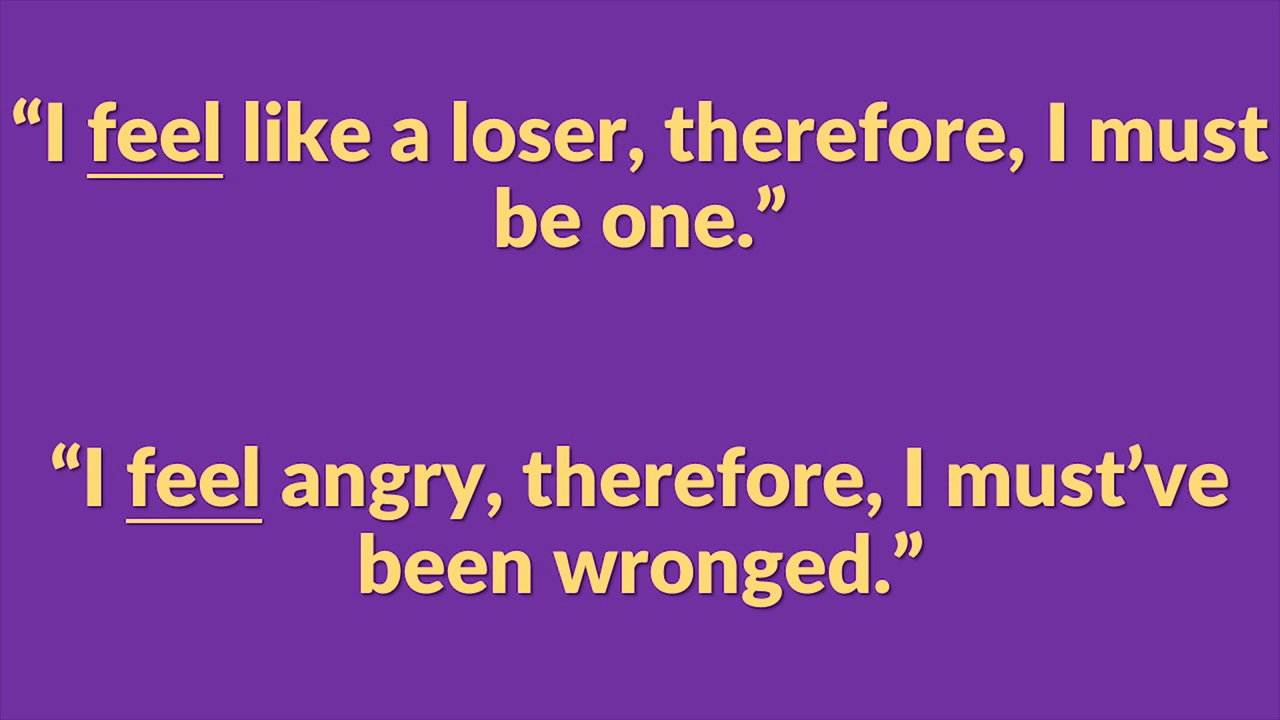 “I feel like a loser, therefore, I must
be one.”
“I feel angry, therefore, I must’ve
been wronged.”